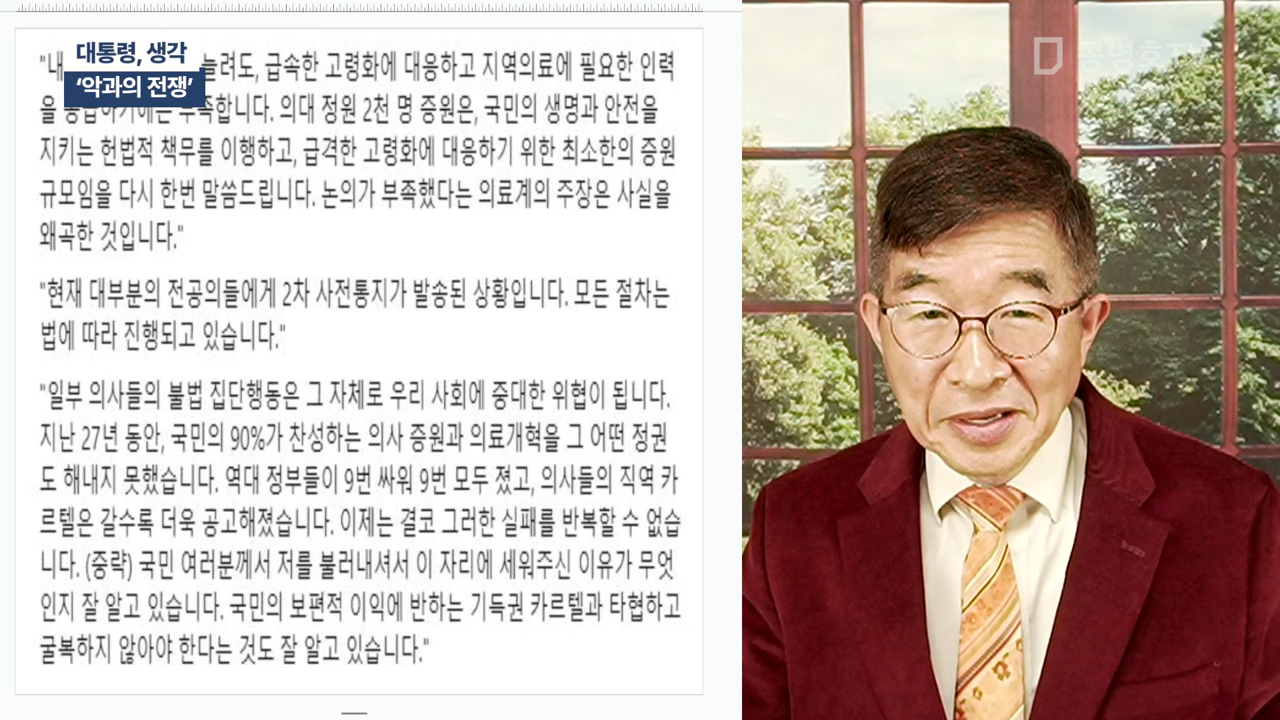 대통령, 생각
'악과의 전쟁'
"내 늘려도, 급속한 고령화에 대응하고 지역의료에 필요한 인력
을 공급하기에는 부족합니다. 의대 정원 2천 명 증원은, 국민의 생명과 안전을
지키는 헌법적 책무를 이행하고, 급격한 고령화에 대응하기 위한 최소한의 증원
규모임을 다시 한번 말씀드립니다. 논의가 부족했다는 의료계의 주장은 사실을
왜곡한 것입니다."
"현재 대부분의 전공의들에게 2차 사전통지가 발송된 상황입니다. 모든 절차는
법에 따라 진행되고 있습니다."
"일부 의사들의 불법 집단행동은 그 자체로 우리 사회에 중대한 위협이 됩니다.
지난 27년 동안, 국민의 90%가 찬성하는 의사 증원과 의료개혁을 그 어떤 정권
도 해내지 못했습니다. 역대 정부들이 9번 싸워 9번 모두 졌고, 의사들의 직역 카
르텔은 갈수록 더욱 공고해졌습니다. 이제는 결코 그러한 실패를 반복할 수 없습
니다. (중략) 국민 여러분께서 저를 불러내셔서 이 자리에 세워주신 이유가 무엇
인지 잘 알고 있습니다. 국민의 보편적 이익에 반하는 기득권 카르텔과 타협하고
굴복하지 않아야 한다는 것도 잘 알고 있습니다."